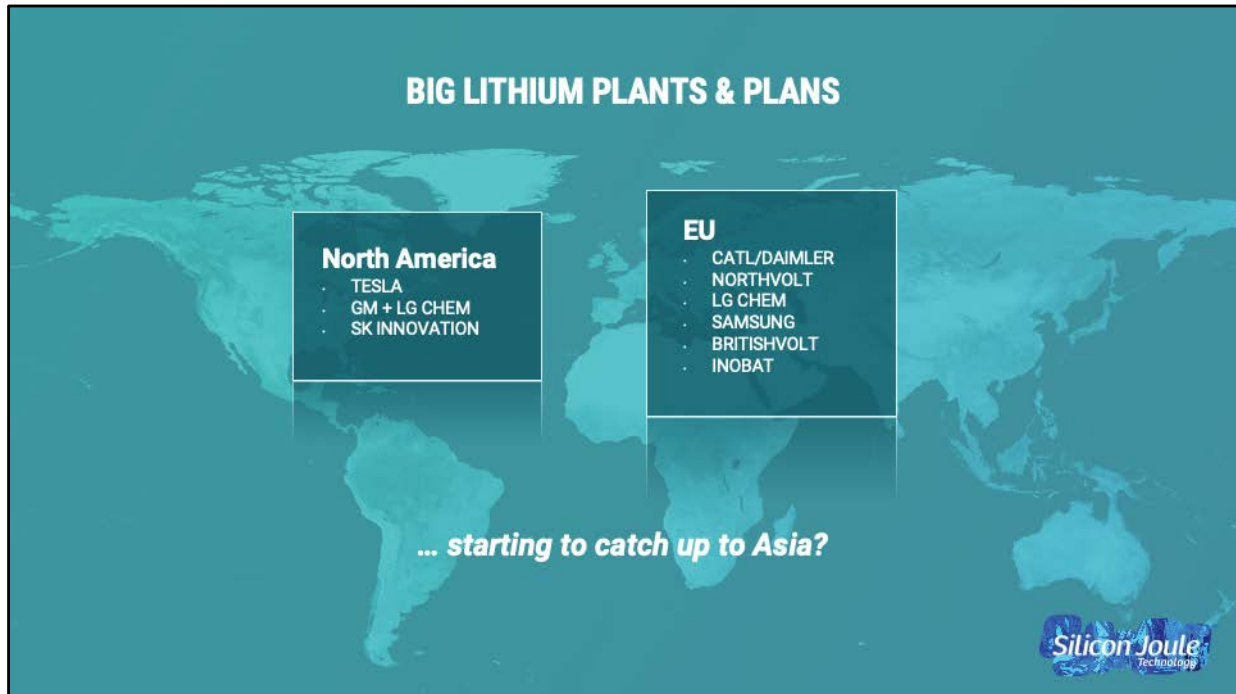 BIG LITHIUM PLANTS & PLANS
North America
· TESLA
· GM + LG CHEM
· SK INNOVATION
EU
· CATL/DAIMLER
· NORTHVOLT
· LG CHEM
· SAMSUNG
· BRITISHVOLT
· INOBAT
... starting to catch up to Asia?
Silicon Joule
Technology